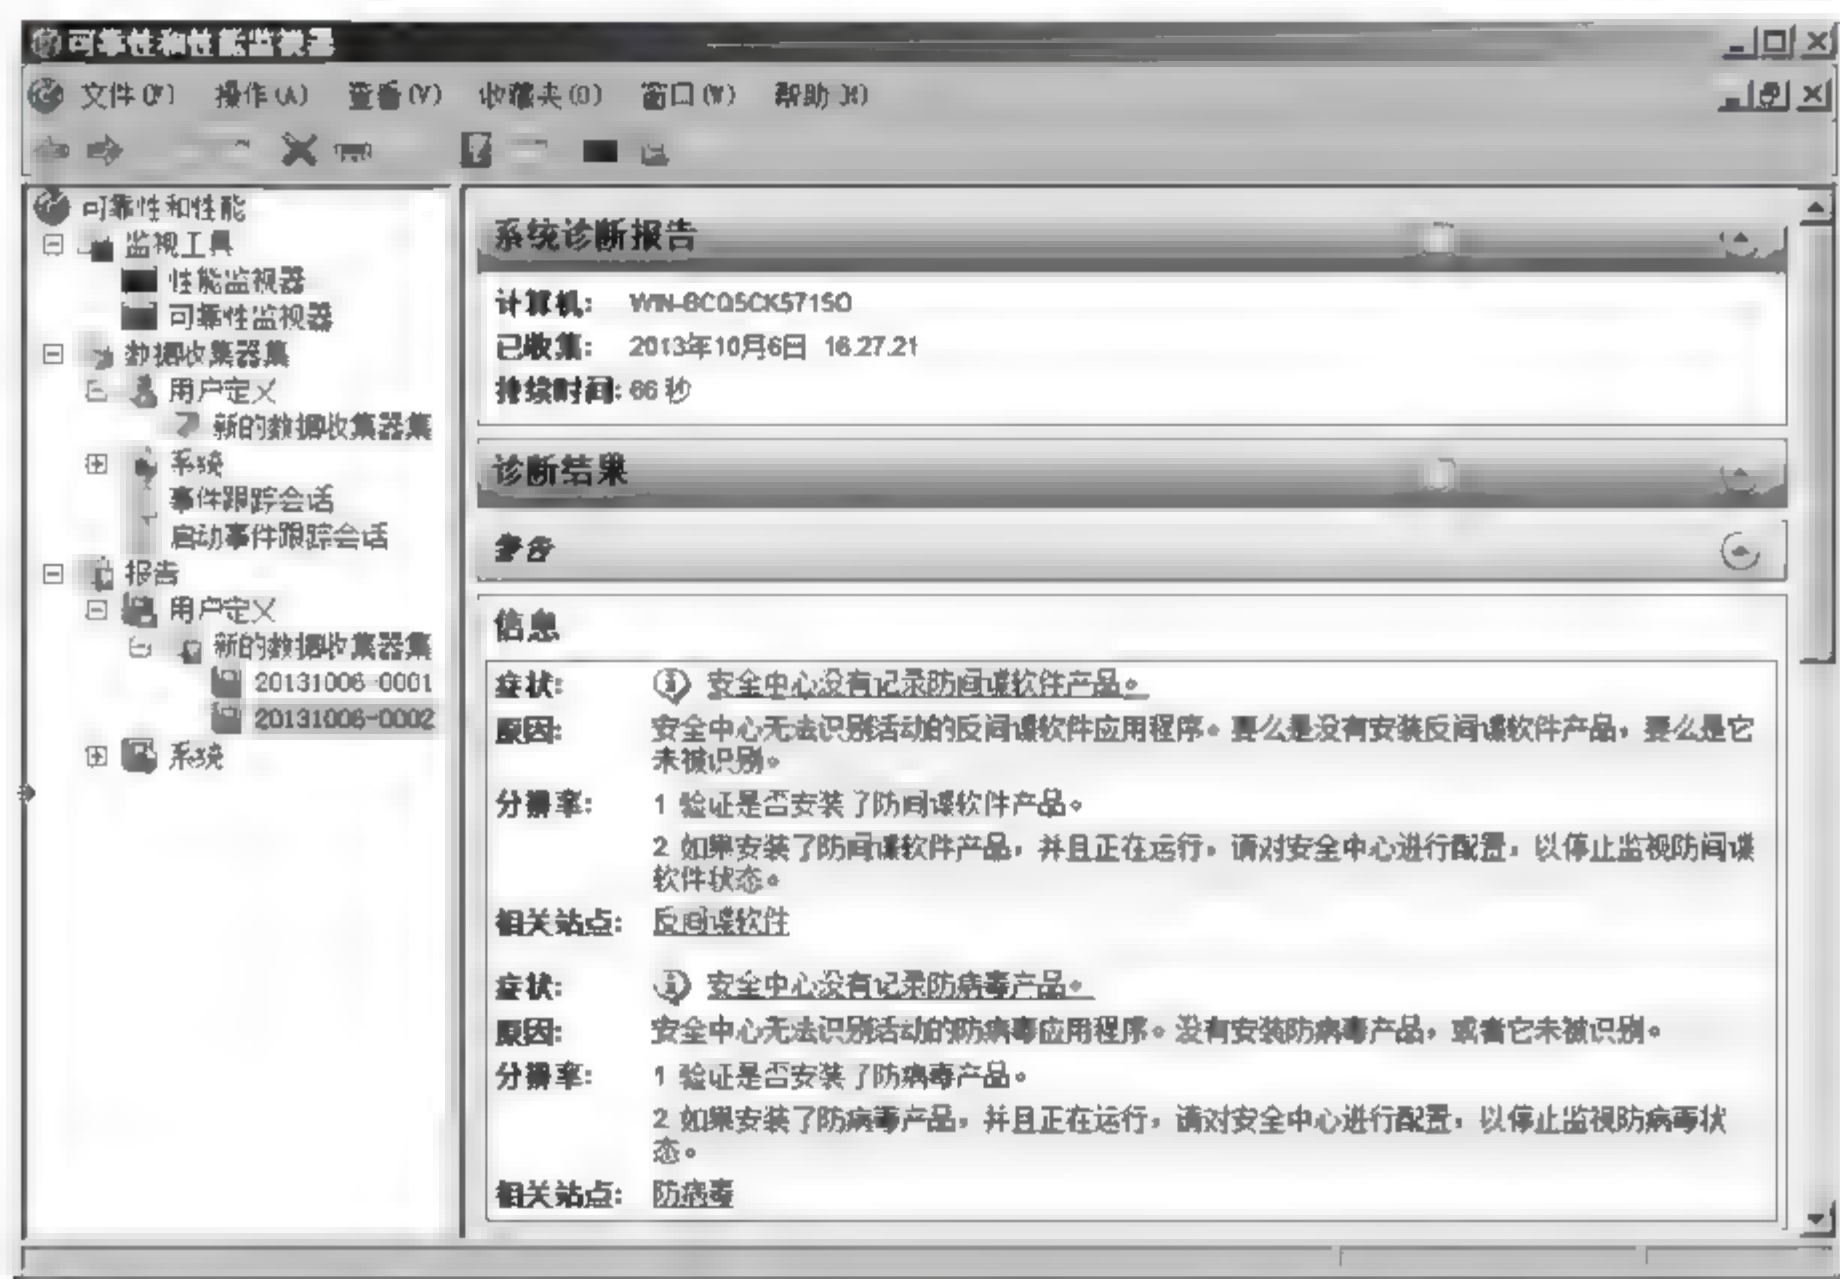 可靠性和性能监视器
文件(F) 操作(A) 查看(V) 收藏夹(O) 窗口(W) 帮助(H)
可靠性和性能
监视工具
性能监视器
可靠性监视器
数据收集器集
用户定义
新的数据收集器集
系统
事件跟踪会话
启动事件跟踪会话
报告
用户定义
新的数据收集器集
20131006-0001
20131006-0002
系统
系统诊断报告
计算机: WIN-8CQ5CK5715O
已收集: 2013年10月6日 16:27:21
持续时间: 66 秒
诊断结果
警告
信息
症状: 安全中心没有记录防间谍软件产品。
原因: 安全中心无法识别活动的反间谍软件应用程序。要么是没有安装反间谍软件产品，要么是它
未被识别。
分辨率: 1 验证是否安装了防间谍软件产品。
2 如果安装了防间谍软件产品，并且正在运行，请对安全中心进行配置，以停止监视防间谍
软件状态。
相关站点: 反间谍软件
症状: 安全中心没有记录防病毒产品。
原因: 安全中心无法识别活动的防病毒应用程序。没有安装防病毒产品，或者它未被识别。
分辨率: 1 验证是否安装了防病毒产品。
2 如果安装了防病毒产品，并且正在运行，请对安全中心进行配置，以停止监视防病毒状
态。
相关站点: 防病毒